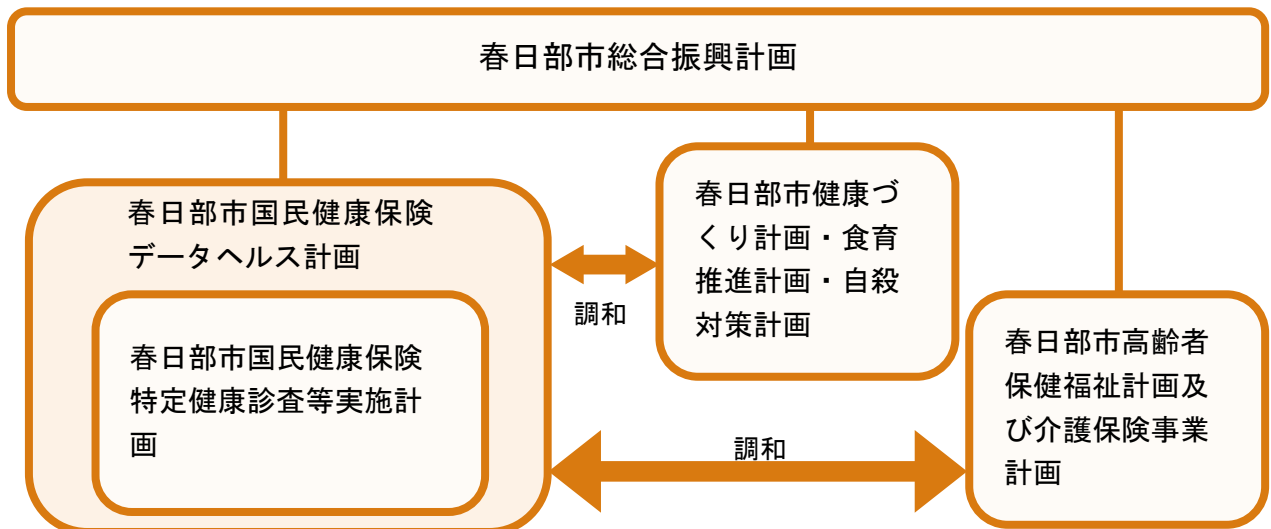 春日部市総合振興計画
春日部市国民健康保険
データヘルス計画
春日部市国民健康保険
特定健康診査等実施計
画
調和
春日部市健康づ
くり計画・食育
推進計画・自殺
対策計画
調和
春日部市高齢者
保健福祉計画及
び介護保険事業
計画